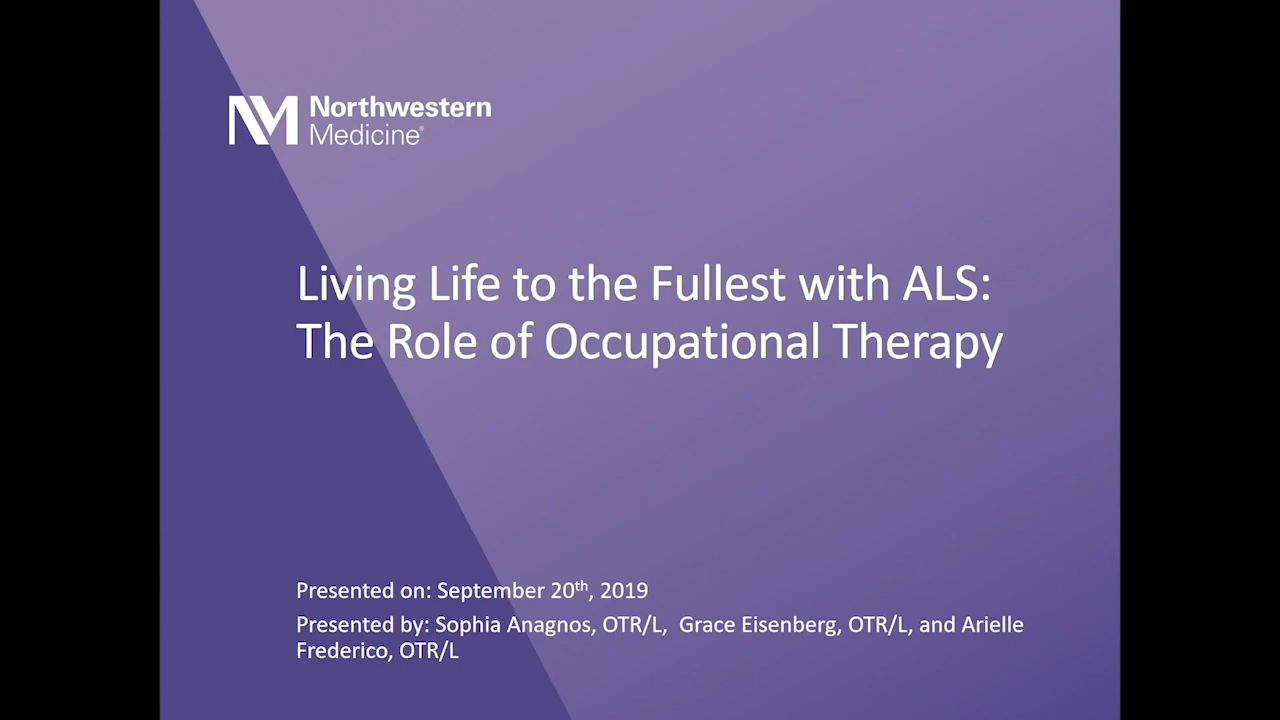 NM Northwestern
Medicine®
Living Life to the Fullest with ALS:
The Role of Occupational Therapy
Presented on: September 20th, 2019
Presented by: Sophia Anagnos, OTR/L,  Grace Eisenberg, OTR/L, and Arielle
Frederico, OTR/L